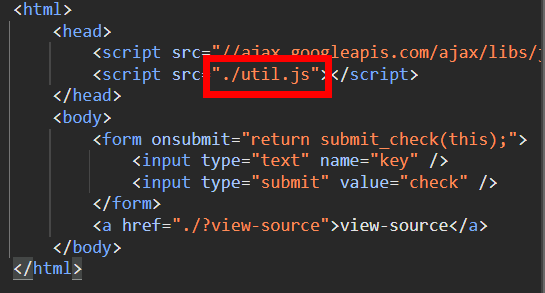 <html>
<head>
<script src="//ajax.googleapis.com/ajax/libs/j
<script src="./util.js"></script>
</head>
<body>
<form onsubmit="return submit_check(this);">
<input type="text" name="key" />
<input type="submit" value="check" />
</form>
<a href="./?view-source">view-source</a>
</body>
</html>